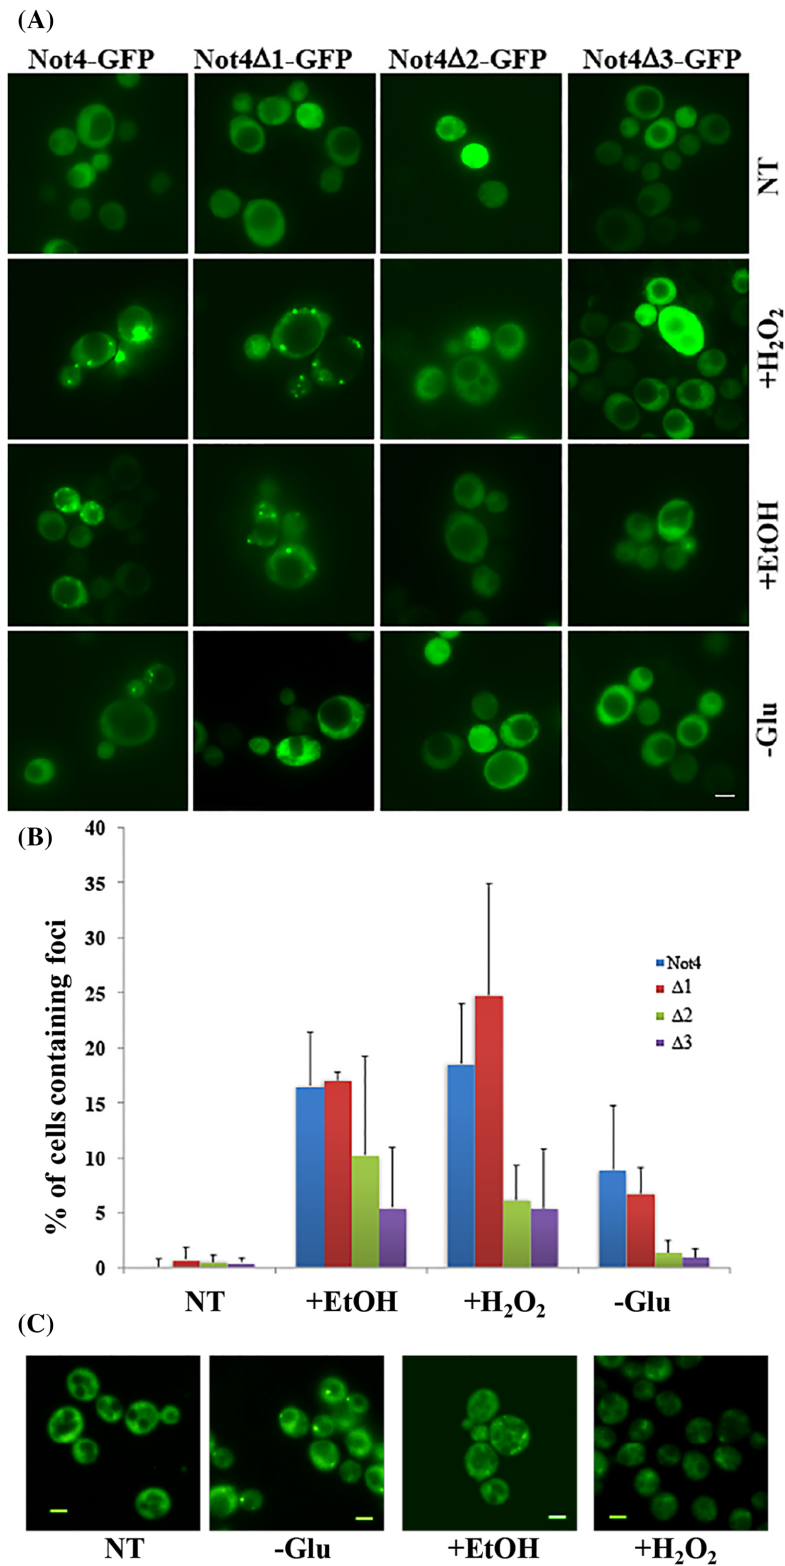 (A)
Not4-GFP Not4Δ1-GFP Not4Δ2-GFP Not4Δ3-GFP
NT
+H₂O₂
+EtOH
-Glu
(B)
% of cells containing foci
40
35
30
25
20
15
10
5
0
Not4
Δ1
Δ2
Δ3
NT +EtOH +H₂O₂ -Glu
(C)
NT -Glu +EtOH +H₂O₂